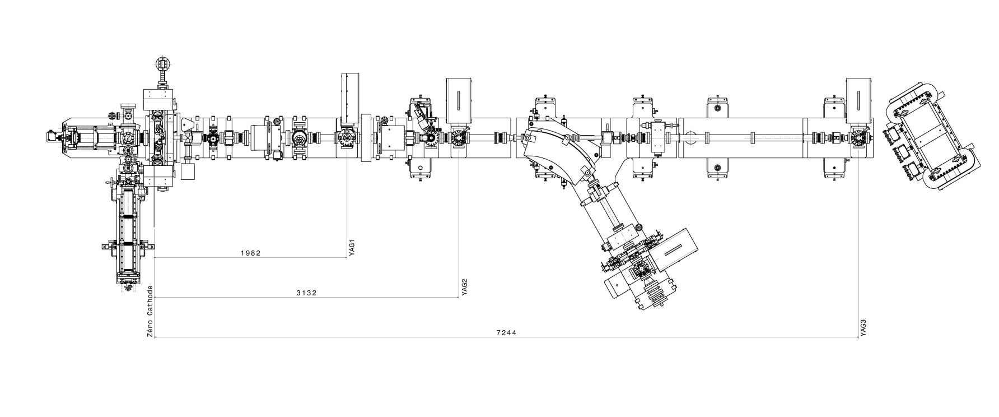 1982
YAG1
3132
YAG2
Zéro Cathode
7244
YAG3